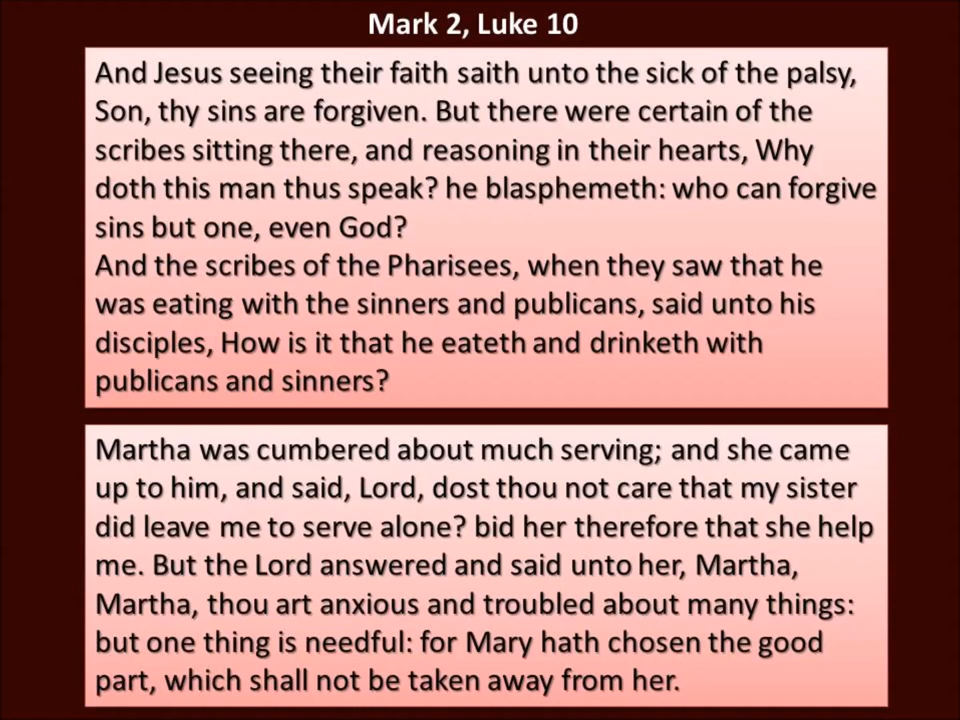 Mark 2, Luke 10
And Jesus seeing their faith saith unto the sick of the palsy,
Son, thy sins are forgiven. But there were certain of the
scribes sitting there, and reasoning in their hearts, Why
doth this man thus speak? he blasphemeth: who can forgive
sins but one, even God?
And the scribes of the Pharisees, when they saw that he
was eating with the sinners and publicans, said unto his
disciples, How is it that he eateth and drinketh with
publicans and sinners?
Martha was cumbered about much serving; and she came
up to him, and said, Lord, dost thou not care that my sister
did leave me to serve alone? bid her therefore that she help
me. But the Lord answered and said unto her, Martha,
Martha, thou art anxious and troubled about many things:
but one thing is needful: for Mary hath chosen the good
part, which shall not be taken away from her.